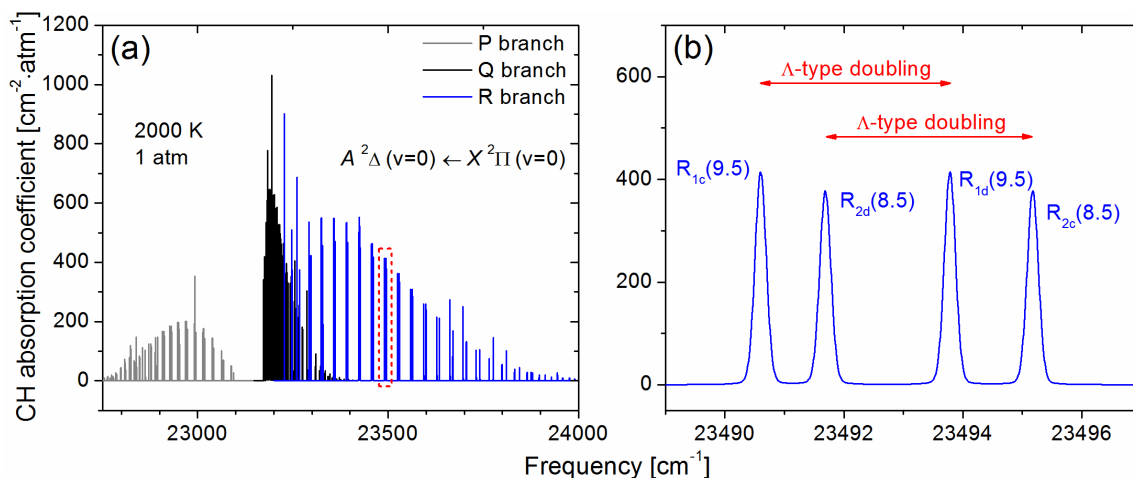 CH absorption coefficient [cm⁻²·atm⁻¹]
1200
1000
800
600
400
200
0
(a)
P branch
Q branch
R branch
2000 K
1 atm
A ²Δ (v=0) ← X ²Π (v=0)
23000
23500
24000
(b)
600
400
200
0
Λ-type doubling
Λ-type doubling
R1c(9.5)
R2d(8.5)
R1d(9.5)
R2c(8.5)
23490
23492
23494
23496
Frequency [cm⁻¹]